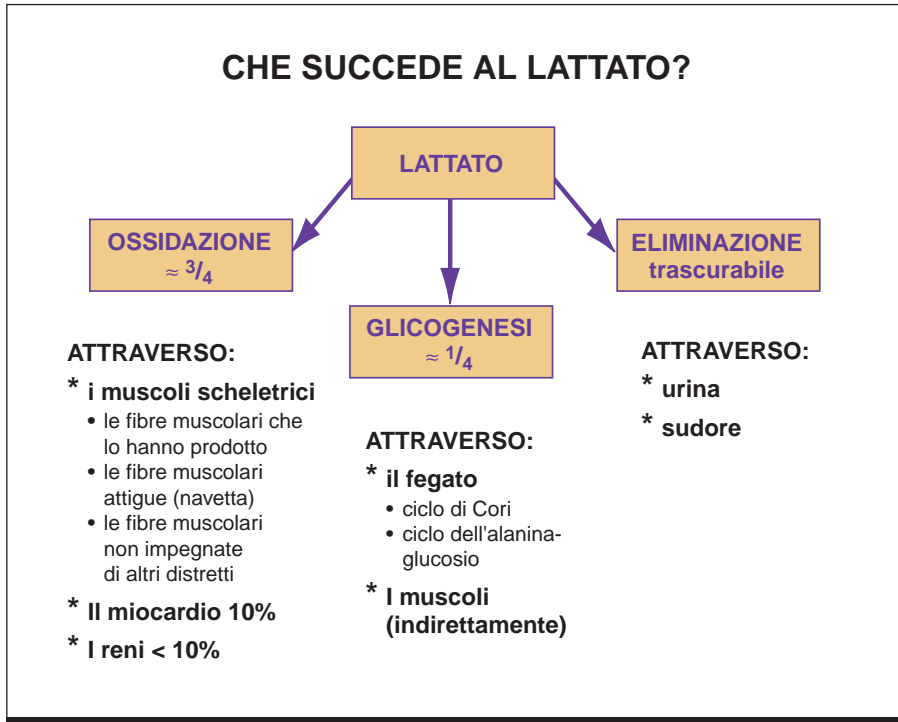 CHE SUCCEDE AL LATTATO?
LATTATO
OSSIDAZIONE
≈ 3/4
GLICOGENESI
≈ 1/4
ELIMINAZIONE
trascurabile
ATTRAVERSO:
* i muscoli scheletrici
• le fibre muscolari che
lo hanno prodotto
• le fibre muscolari
attigue (navetta)
• le fibre muscolari
non impegnate
di altri distretti
* Il miocardio 10%
* I reni < 10%
ATTRAVERSO:
* il fegato
• ciclo di Cori
• ciclo dell'alanina-
glucosio
* I muscoli
(indirettamente)
ATTRAVERSO:
* urina
* sudore